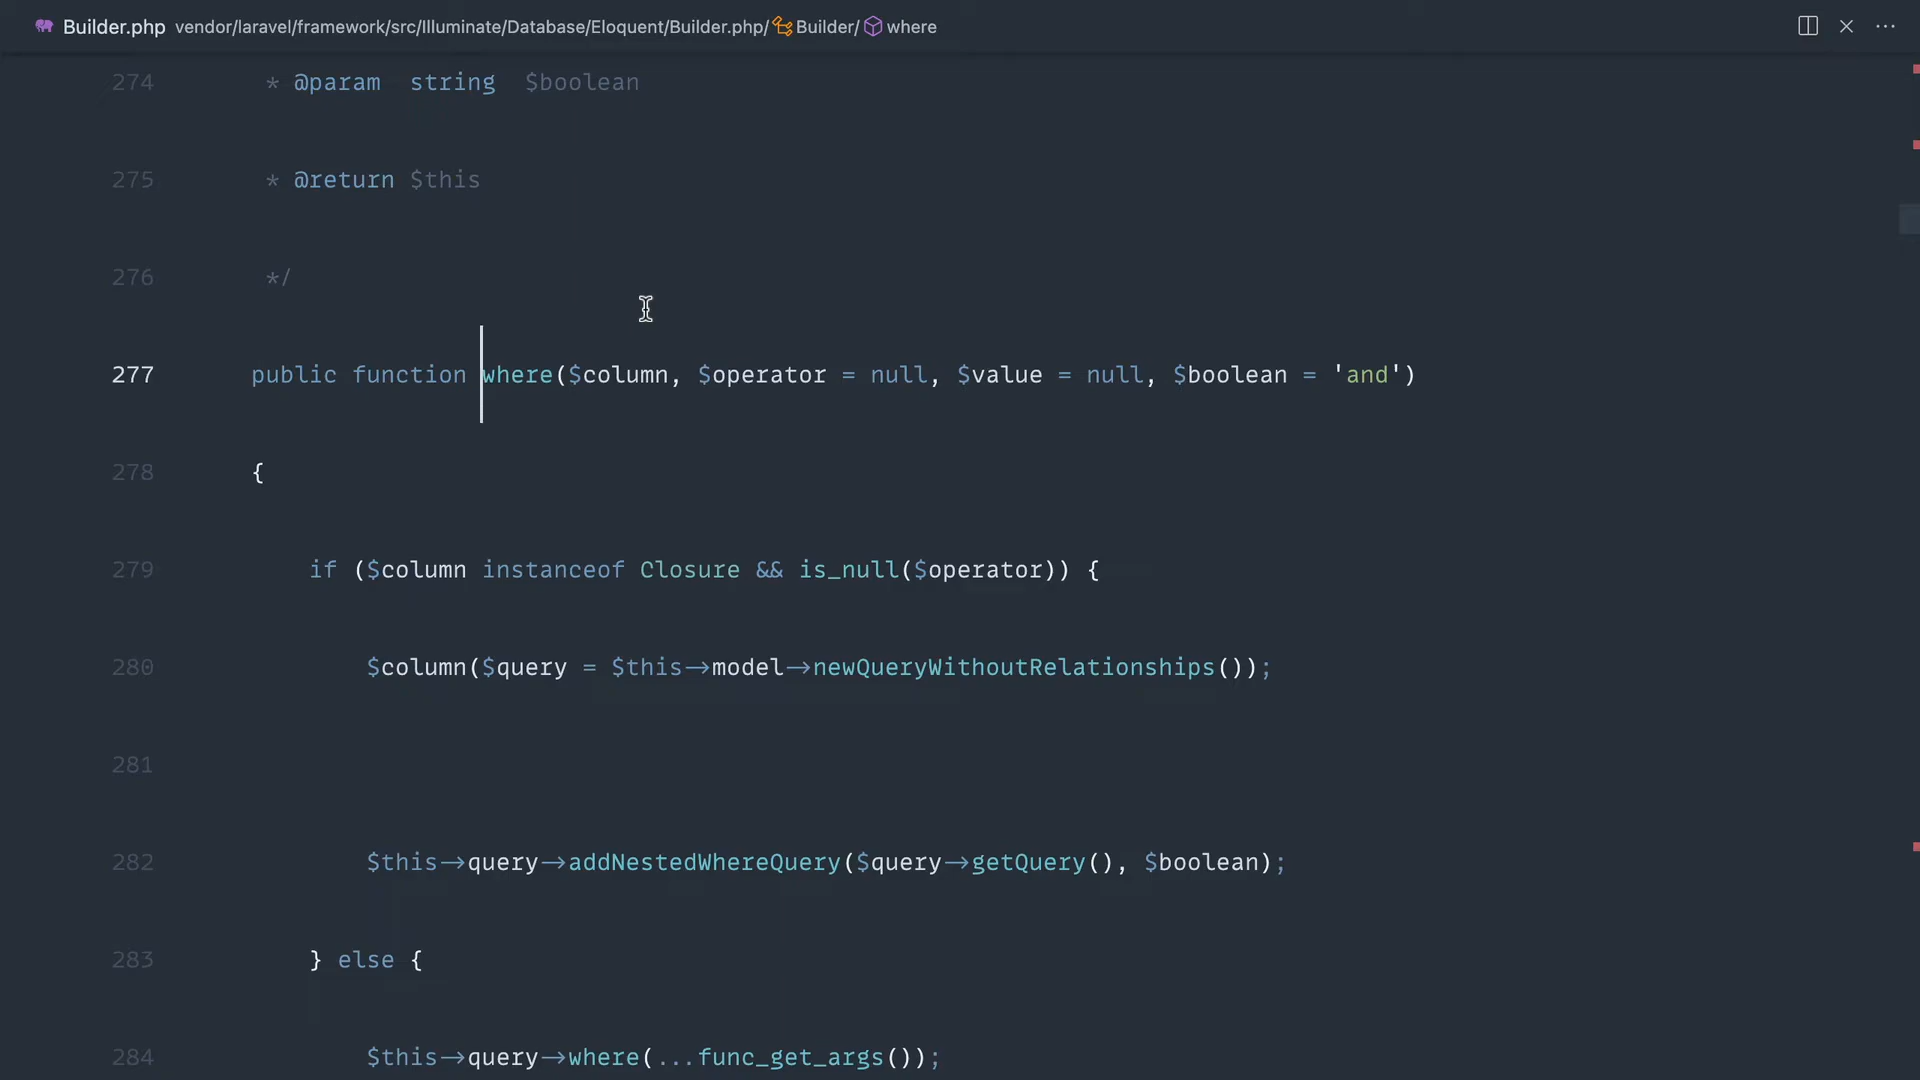 Builder.php vendor/laravel/framework/src/Illuminate/Database/Eloquent/Builder.php/ Builder/ where
274 * @param  string  $boolean
275 * @return $this
276 */
277 public function where($column, $operator = null, $value = null, $boolean = 'and')
278 {
279 if ($column instanceof Closure && is_null($operator)) {
280 $column($query = $this->model->newQueryWithoutRelationships());
281
282 $this->query->addNestedWhereQuery($query->getQuery(), $boolean);
283 } else {
284 $this->query->where(...func_get_args());